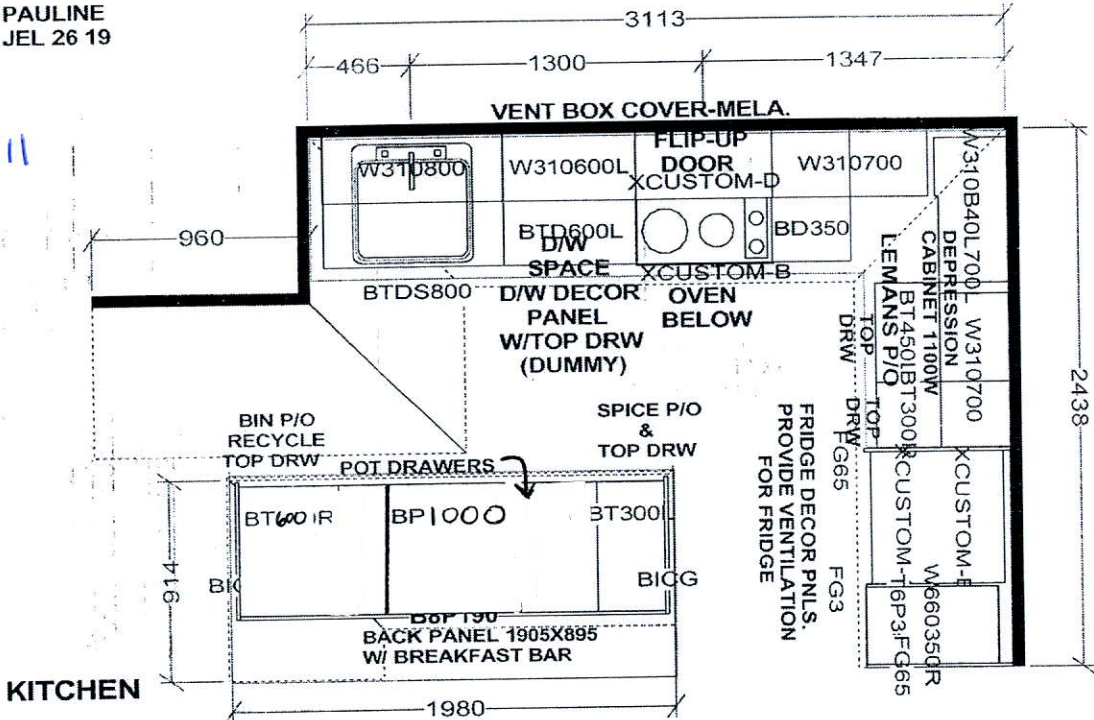 PAULINE
JEL 26 19
3113
466
1300
1347
11
VENT BOX COVER-MELA.
W310800
W310600L
FLIP-UP
DOOR
XCUSTOM-D
W310700
960
BTD600L
BD350
D/W
SPACE
D/W DECOR
PANEL
W/TOP DRW
(DUMMY)
XCUSTOM-B
OVEN
BELOW
BTDS800
W310B40L700L
W310700
DEPRESSION
CABINET 1100W
LEMANS P/O
BT450L
BT300R
TOP
DRW
TOP
DRW
2438
BIN P/O
RECYCLE
TOP DRW
POT DRAWERS
SPICE P/O
&
TOP DRW
FRIDGE DECOR PNLS.
PROVIDE VENTILATION
FOR FRIDGE
FG65
FG3
XCUSTOM-E
XCUSTOM-T
W660350R
6P3
FG65
BT600 R
BP1000
BT300L
914
BICG
BACK PANEL 1905X895
W/ BREAKFAST BAR
KITCHEN
1980